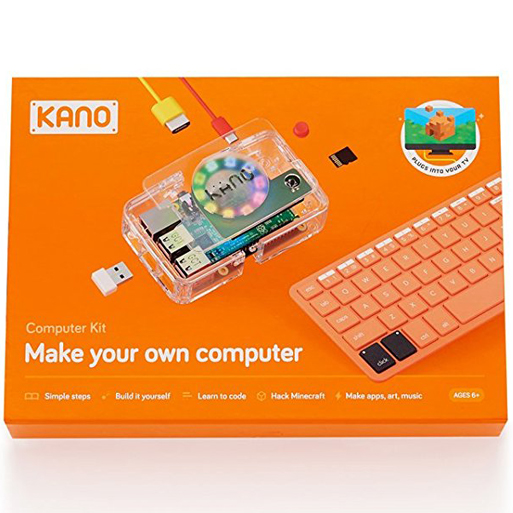 KANO
PLUGS INTO YOUR TV
KANO
click
Computer Kit
Make your own computer
Simple steps
Build it yourself
Learn to code
Hack Minecraft
Make apps, art, music
AGES 6+